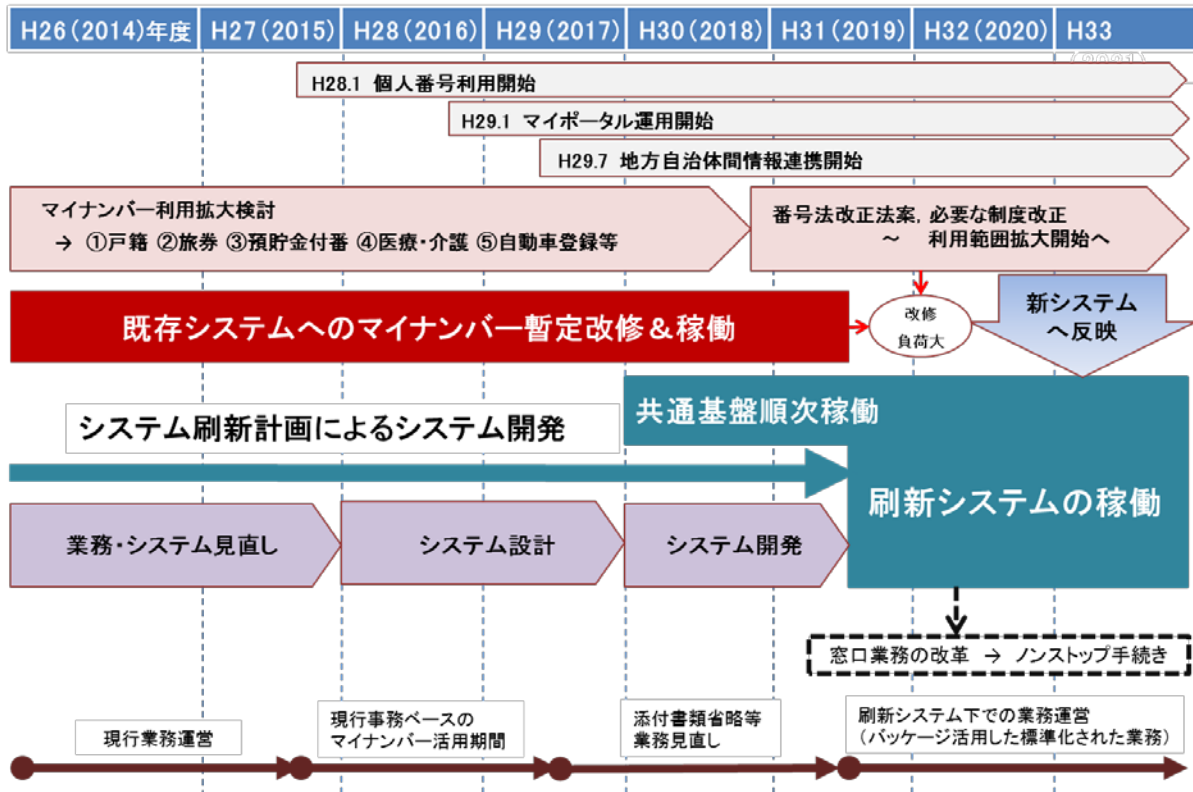 H26(2014)年度 H27(2015) H28(2016) H29(2017) H30(2018) H31(2019) H32(2020) H33
(2021)
H28.1 個人番号利用開始
H29.1 マイポータル運用開始
H29.7 地方自治体間情報連携開始
マイナンバー利用拡大検討
→ ①戸籍 ②旅券 ③預貯金付番 ④医療・介護 ⑤自動車登録等
番号法改正法案, 必要な制度改正
～ 利用範囲拡大開始へ
既存システムへのマイナンバー暫定改修＆稼働
改修
負荷大
新システム
へ反映
システム刷新計画によるシステム開発
共通基盤順次稼働
刷新システムの稼働
業務・システム見直し
システム設計
システム開発
窓口業務の改革 → ノンストップ手続き
現行業務運営
現行事務ベースの
マイナンバー活用期間
添付書類省略等
業務見直し
刷新システム下での業務運営
(パッケージ活用した標準化された業務)